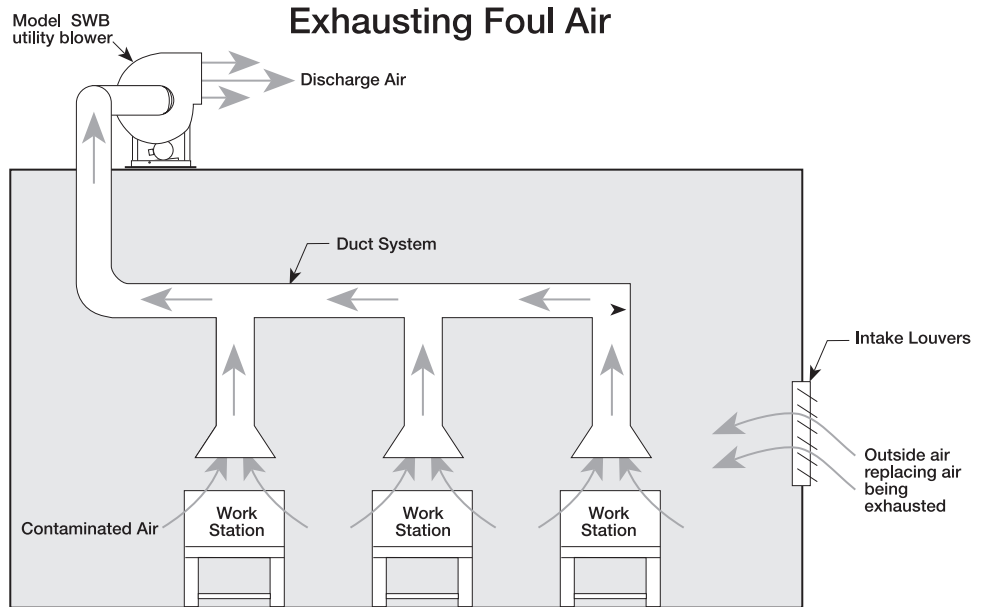 Exhausting Foul Air
Model SWB
utility blower
Discharge Air
Duct System
Intake Louvers
Outside air
replacing air
being
exhausted
Contaminated Air
Work
Station
Work
Station
Work
Station